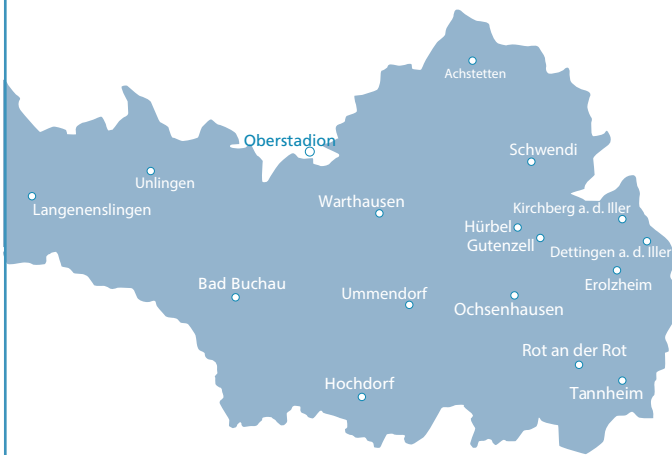 Achstetten
Oberstadion
Schwendi
Unlingen
Langenenslingen
Warthausen
Kirchberg a. d. Iller
Hürbel
Gutenzell
Dettingen a. d. Iller
Erolzheim
Bad Buchau
Ummendorf
Ochsenhausen
Rot an der Rot
Hochdorf
Tannheim